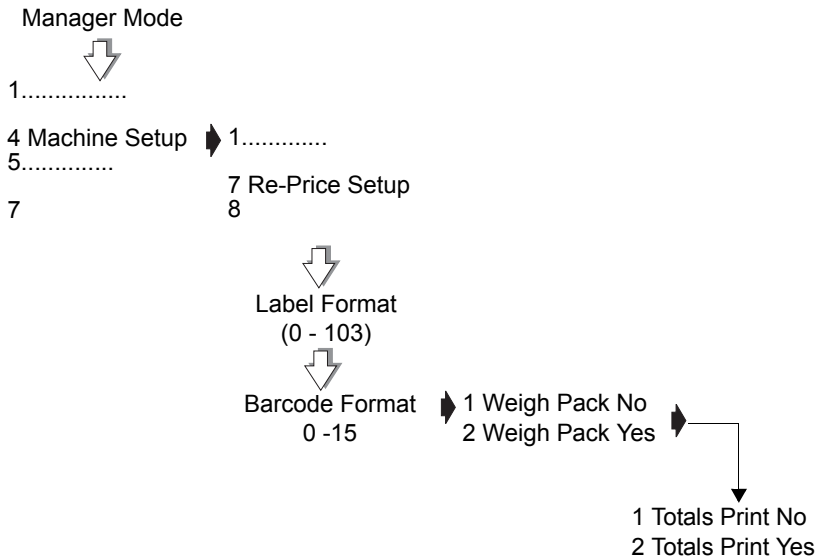 Manager Mode
1................
4 Machine Setup
5..............
7
1.............
7 Re-Price Setup
8
Label Format
(0 - 103)
Barcode Format
0 -15
1 Weigh Pack No
2 Weigh Pack Yes
1 Totals Print No
2 Totals Print Yes